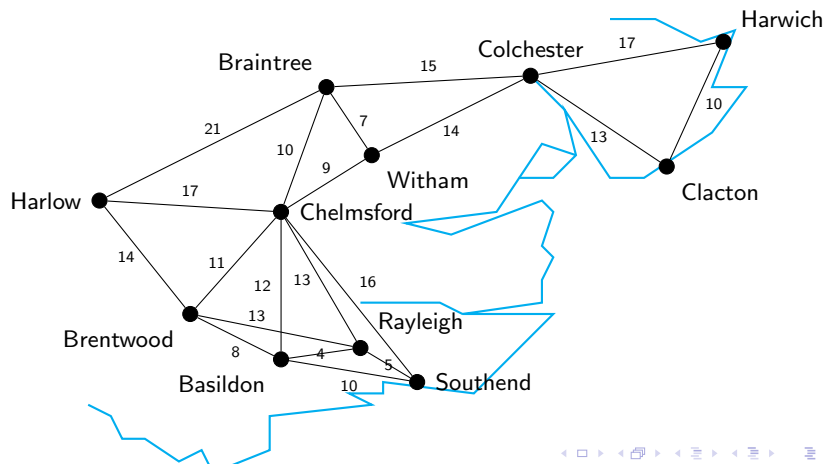 Harwich
Colchester
17
Braintree
15
10
21
7
14
13
10
9
Witham
17
Clacton
Harlow
Chelmsford
14
11
12
13
16
13
Rayleigh
Brentwood
8
4
5
Basildon
10
Southend